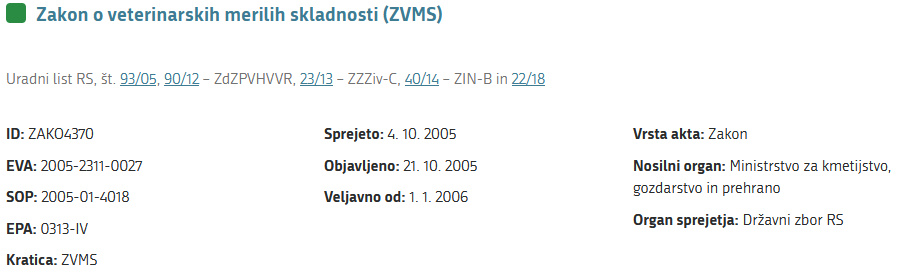 Zakon o veterinarskih merilih skladnosti (ZVMS)
Uradni list RS, št. 93/05, 90/12 – ZdZPVHVVR, 23/13 – ZZZiv-C, 40/14 – ZIN-B in 22/18
ID: ZAKO4370
EVA: 2005-2311-0027
SOP: 2005-01-4018
EPA: 0313-IV
Kratica: ZVMS
Sprejeto: 4. 10. 2005
Objavljeno: 21. 10. 2005
Veljavno od: 1. 1. 2006
Vrsta akta: Zakon
Nosilni organ: Ministrstvo za kmetijstvo,
gozdarstvo in prehrano
Organ sprejetja: Državni zbor RS